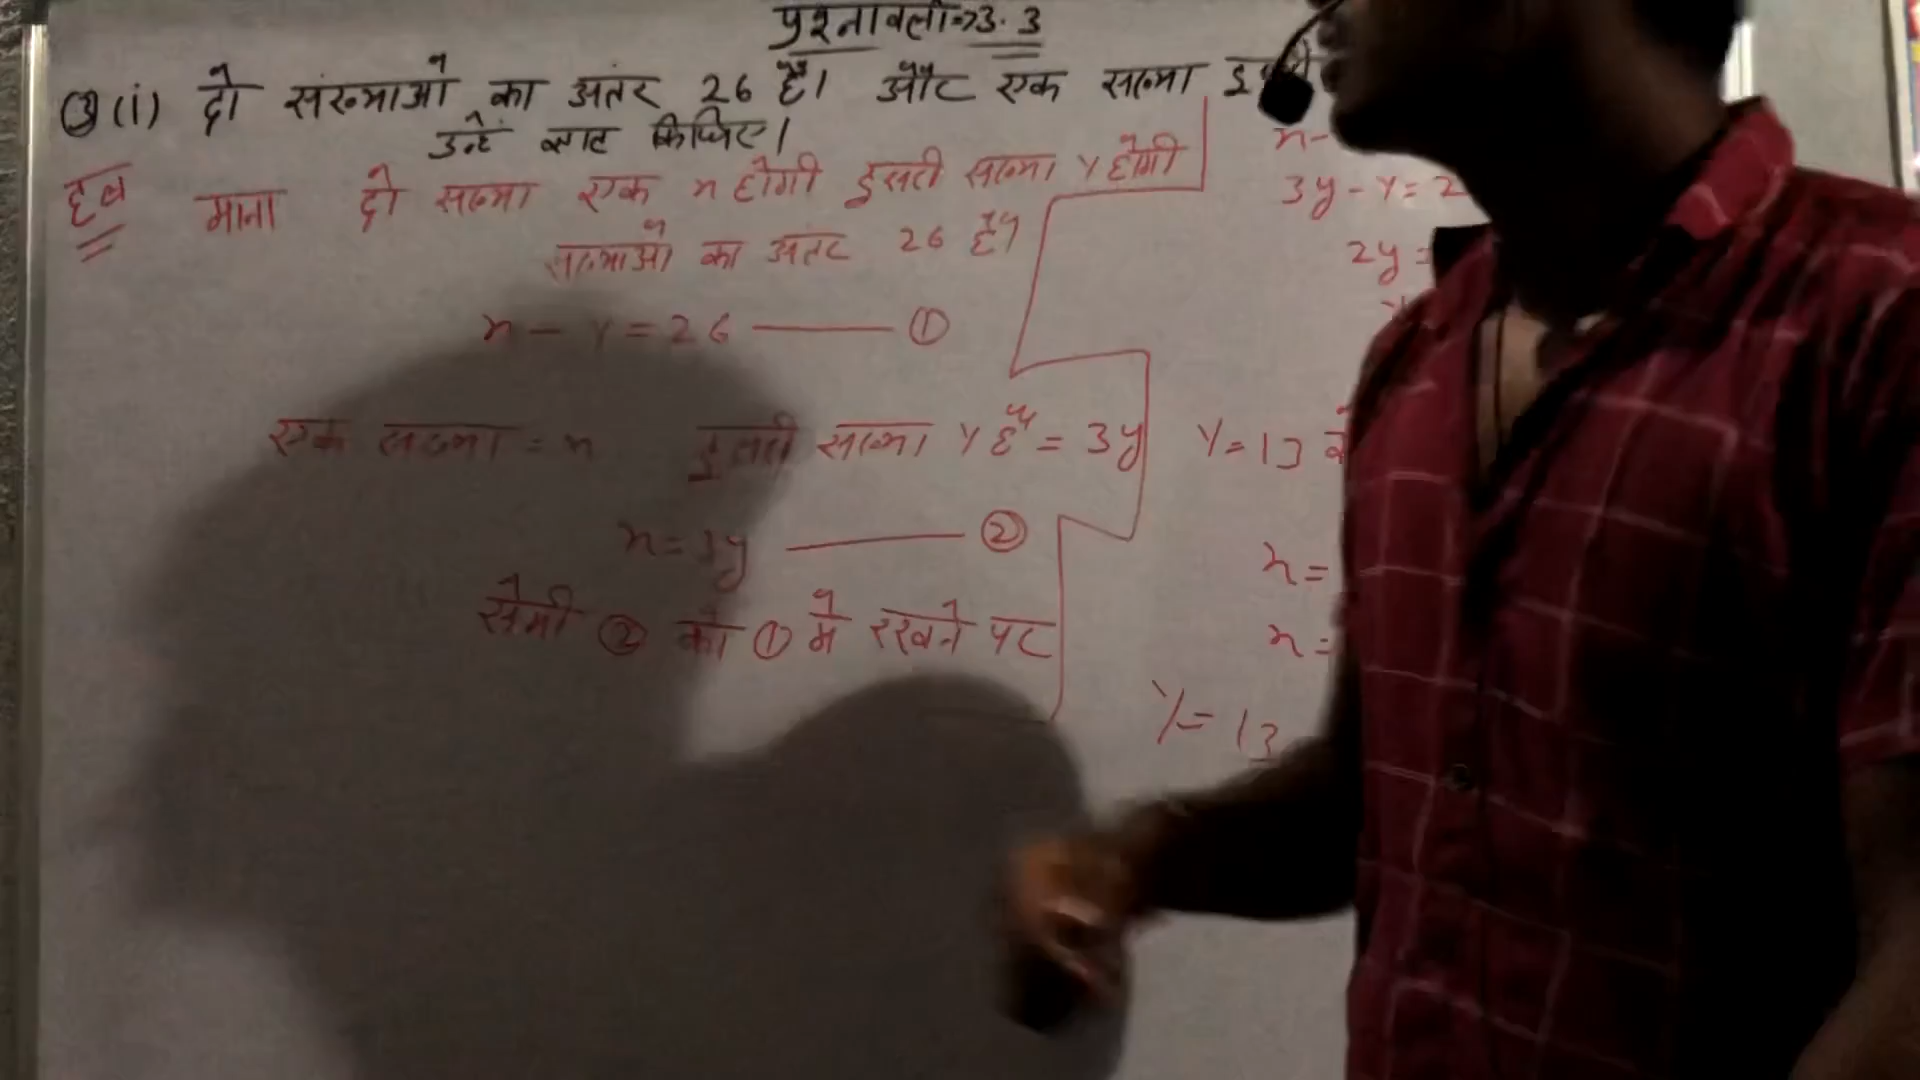 प्रश्नावली⇒3.3
③(i) दो संख्याओं का अंतर 26 है। और एक संख्या
उन्हें ज्ञात किजिए।
हल माना दो संख्या एक x होगी दुसरी संख्या y होगी
संख्याओं का अंतर 26 है।
x - y = 26 ——— ①
एक संख्या = x दुसरी संख्या y है = 3y
x = 3y ——— ②
समी ② को ① में रखने पर
x -
3y - y = 2
2y =
y = 13
x =
x =
y = 13